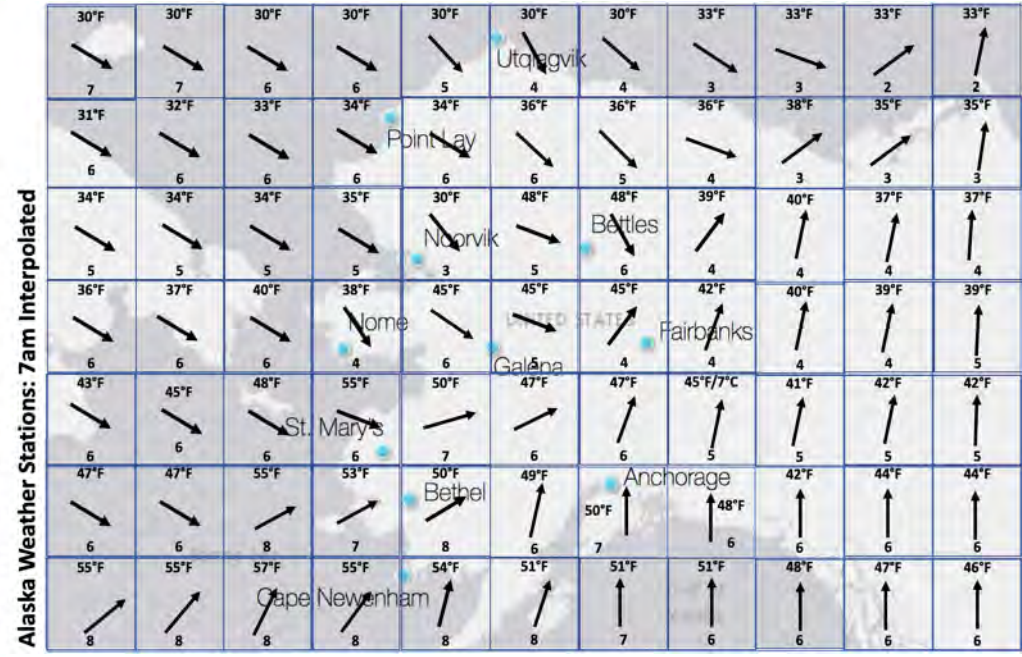 Alaska Weather Stations: 7am Interpolated
30°F 30°F 30°F 30°F 30°F 30°F 30°F 33°F 33°F 33°F 33°F
Utqiagvik
7 7 6 6 5 4 4 3 3 2 2
31°F 32°F 33°F 34°F 34°F 36°F 36°F 36°F 38°F 35°F 35°F
Point Lay
6 6 6 6 6 6 5 4 3 3 3
34°F 34°F 34°F 35°F 30°F 48°F 48°F 39°F 40°F 37°F 37°F
Noorvik Bettles
5 5 5 5 3 5 6 4 4 4 4
36°F 37°F 40°F 38°F 45°F 45°F 45°F 42°F 40°F 39°F 39°F
Nome UNITED STATES Fairbanks
6 6 6 4 6 5 4 4 4 4 5
Galena
43°F 45°F 48°F 55°F 50°F 47°F 47°F 45°F/7°C 41°F 42°F 42°F
St. Mary's
6 6 6 6 7 6 6 5 5 5 5
47°F 47°F 55°F 53°F 50°F 49°F 50°F 48°F 42°F 44°F 44°F
Bethel Anchorage
6 6 8 7 8 6 7 6 6 6 6
55°F 55°F 57°F 55°F 54°F 51°F 51°F 51°F 48°F 47°F 46°F
Cape Newenham
8 8 8 8 8 8 7 6 6 6 6